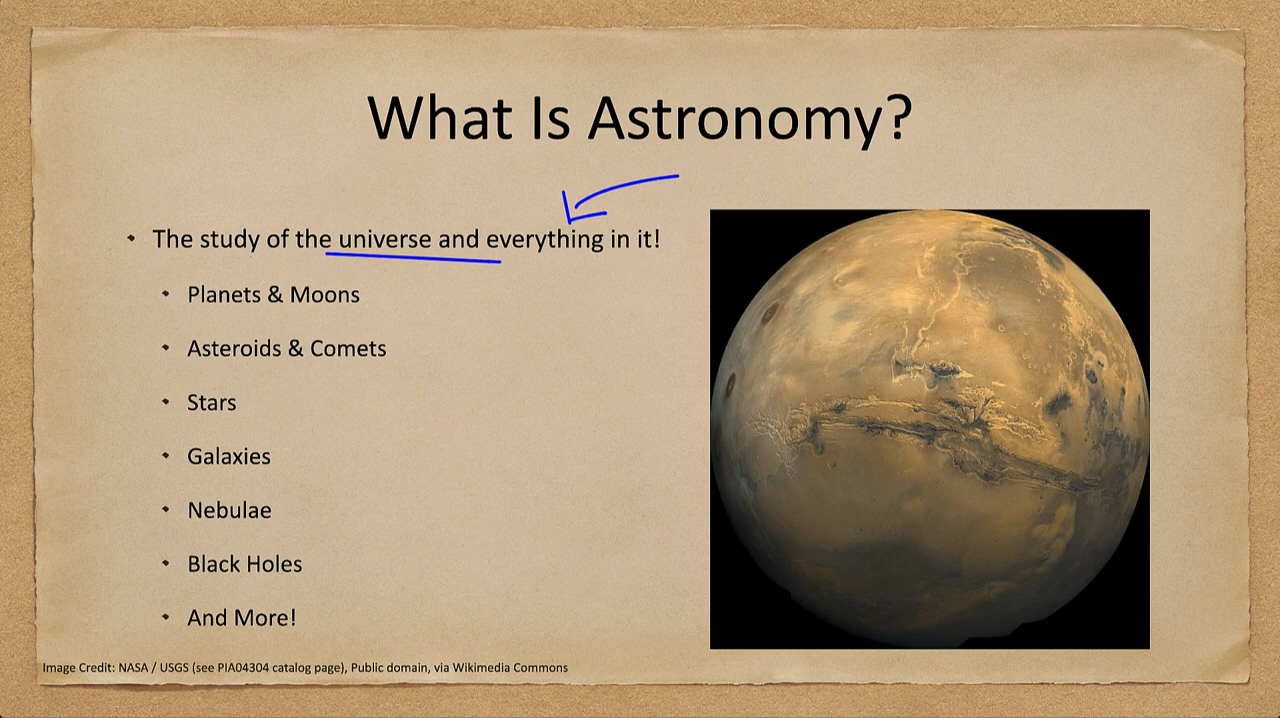 What Is Astronomy?
• The study of the universe and everything in it!
• Planets & Moons
• Asteroids & Comets
• Stars
• Galaxies
• Nebulae
• Black Holes
• And More!
Image Credit: NASA / USGS (see PIA04304 catalog page), Public domain, via Wikimedia Commons